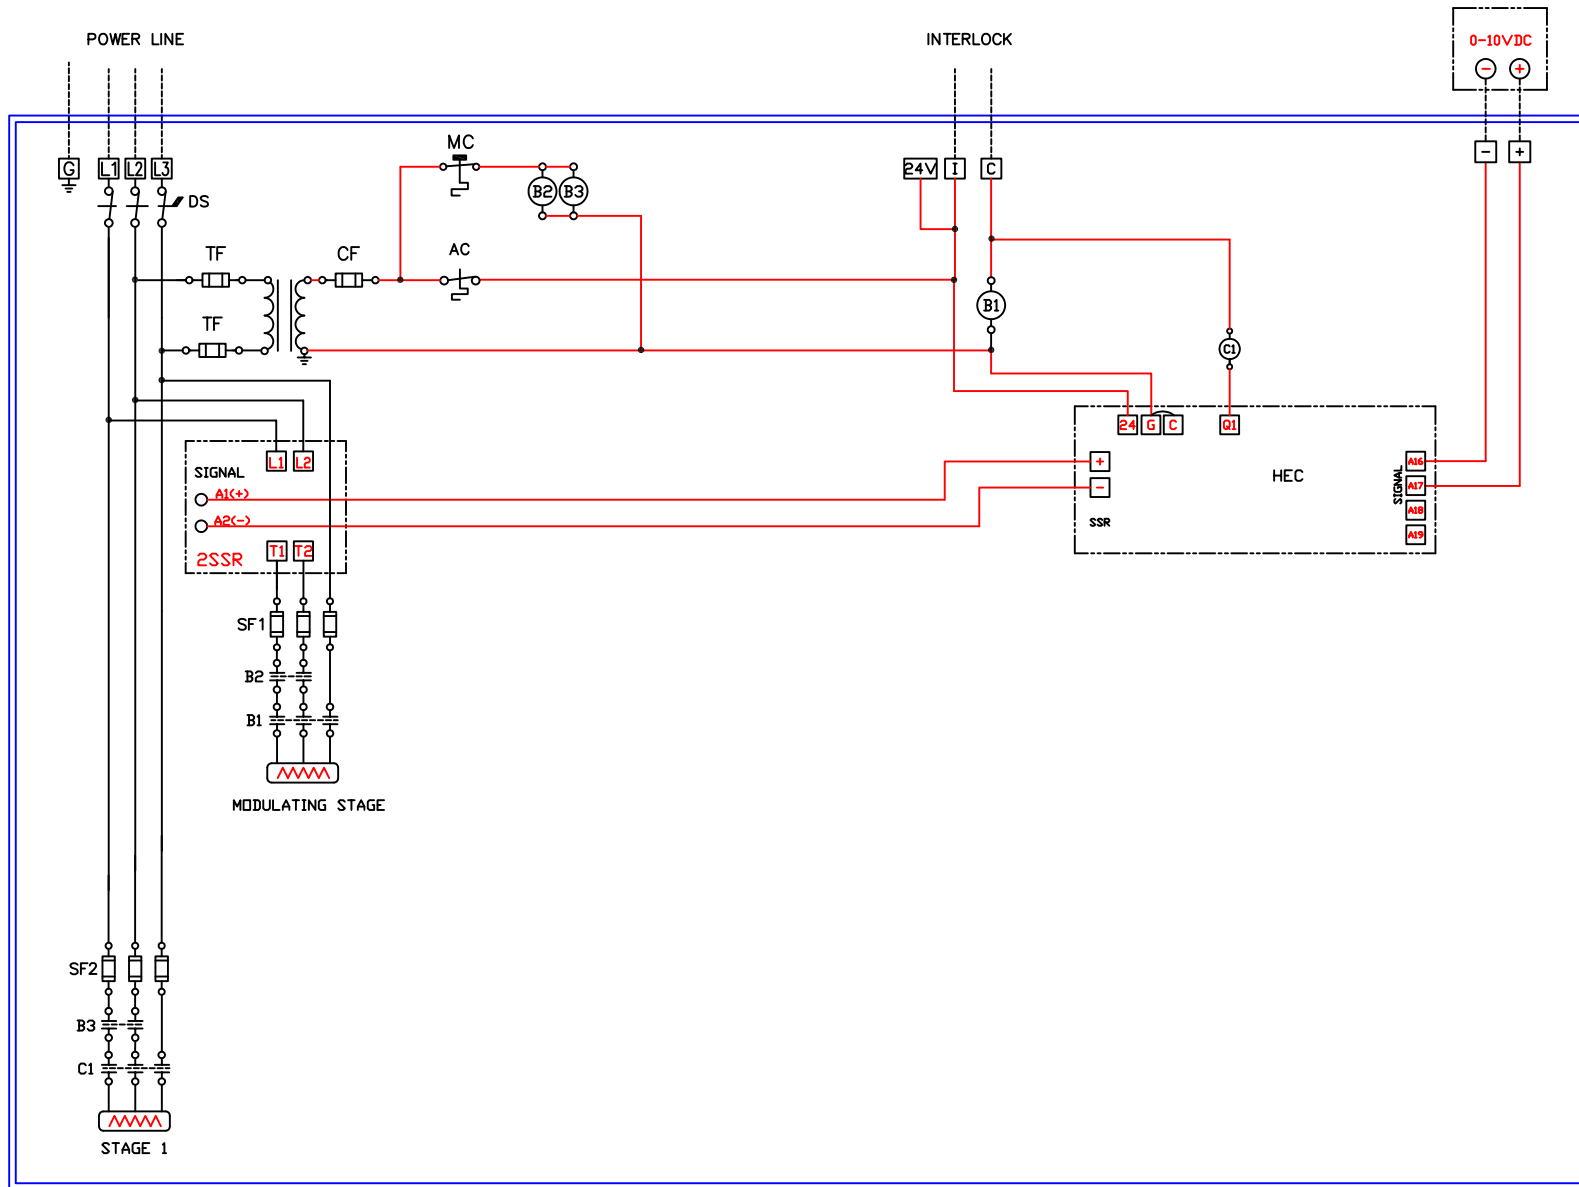 POWER LINE
INTERLOCK
0-10VDC
- +
G L1 L2 L3
MC
24V I C
- +
DS
B2 B3
TF
CF
AC
TF
B1
C1
24 G C
Q1
L1 L2
SIGNAL
A1(+)
A2(-)
T1 T2
2SSR
+
-
SSR
HEC
SIGNAL
A16
A17
A18
A19
SF1
B2
B1
MODULATING STAGE
SF2
B3
C1
STAGE 1